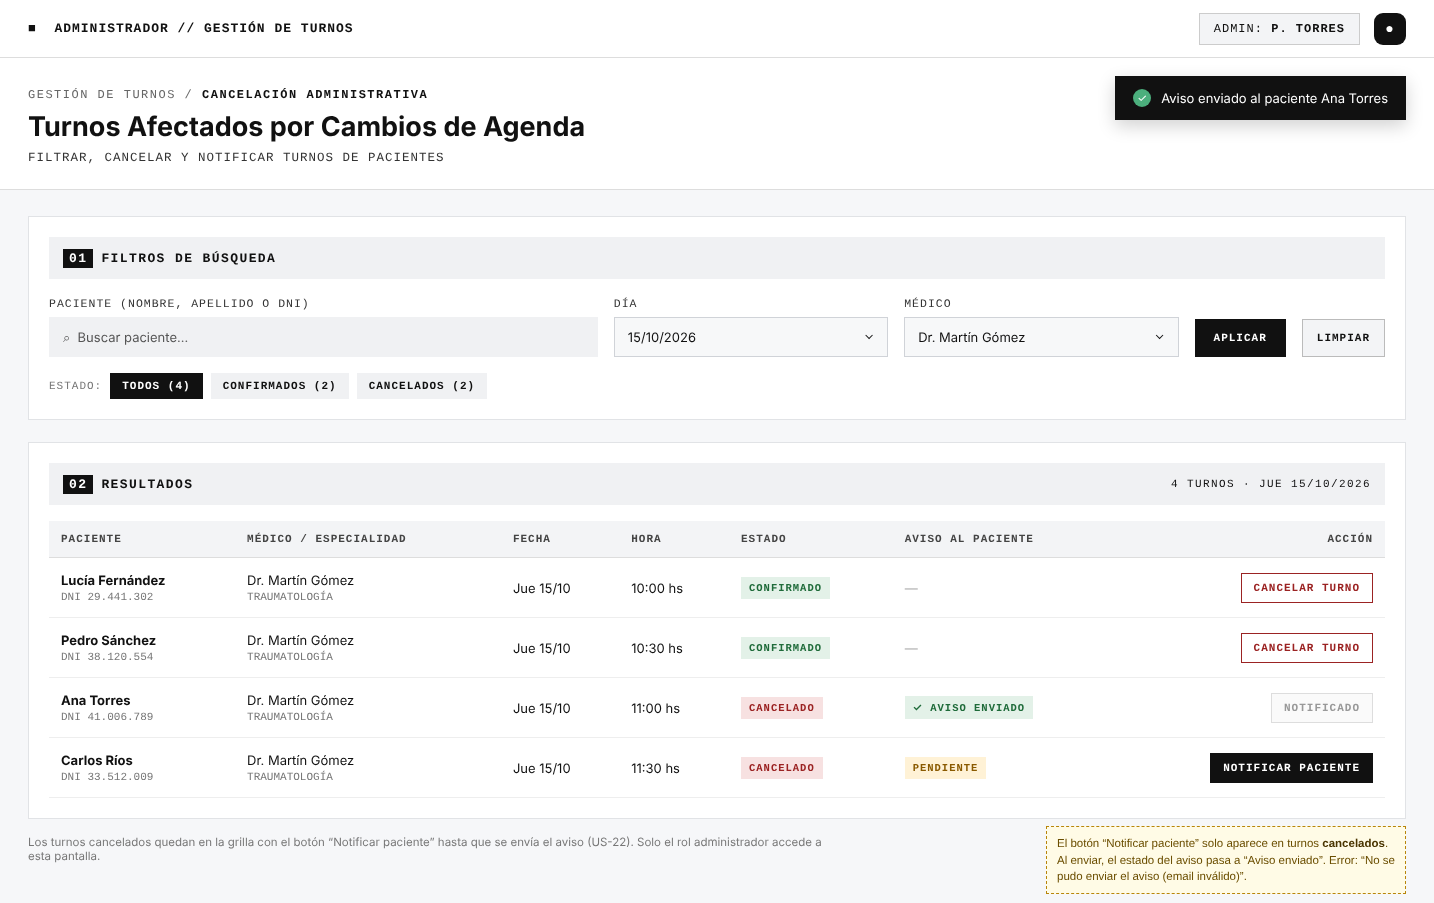 ADMINISTRADOR // GESTIÓN DE TURNOS
ADMIN: P. TORRES
GESTIÓN DE TURNOS / CANCELACIÓN ADMINISTRATIVA
Turnos Afectados por Cambios de Agenda
FILTRAR, CANCELAR Y NOTIFICAR TURNOS DE PACIENTES
Aviso enviado al paciente Ana Torres
01 FILTROS DE BÚSQUEDA
PACIENTE (NOMBRE, APELLIDO O DNI) DÍA MÉDICO
Buscar paciente... 15/10/2026 Dr. Martín Gómez APLICAR LIMPIAR
ESTADO: TODOS (4) CONFIRMADOS (2) CANCELADOS (2)
02 RESULTADOS 4 TURNOS · JUE 15/10/2026
PACIENTE MÉDICO / ESPECIALIDAD FECHA HORA ESTADO AVISO AL PACIENTE ACCIÓN
Lucía Fernández Dr. Martín Gómez Jue 15/10 10:00 hs CONFIRMADO — CANCELAR TURNO
DNI 29.441.302 TRAUMATOLOGÍA
Pedro Sánchez Dr. Martín Gómez Jue 15/10 10:30 hs CONFIRMADO — CANCELAR TURNO
DNI 38.120.554 TRAUMATOLOGÍA
Ana Torres Dr. Martín Gómez Jue 15/10 11:00 hs CANCELADO ✓ AVISO ENVIADO NOTIFICADO
DNI 41.006.789 TRAUMATOLOGÍA
Carlos Ríos Dr. Martín Gómez Jue 15/10 11:30 hs CANCELADO PENDIENTE NOTIFICAR PACIENTE
DNI 33.512.009 TRAUMATOLOGÍA
Los turnos cancelados quedan en la grilla con el botón “Notificar paciente” hasta que se envía el aviso (US-22). Solo el rol administrador accede a
esta pantalla.
El botón “Notificar paciente” solo aparece en turnos cancelados.
Al enviar, el estado del aviso pasa a “Aviso enviado”. Error: “No se
pudo enviar el aviso (email inválido)”.